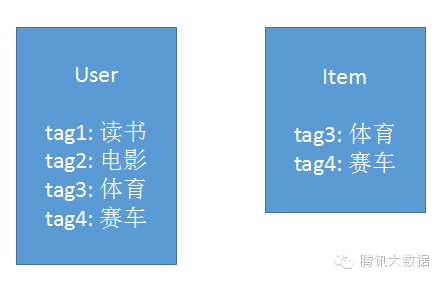 User
tag1: 读书
tag2: 电影
tag3: 体育
tag4: 赛车
Item
tag3: 体育
tag4: 赛车
腾讯大数据